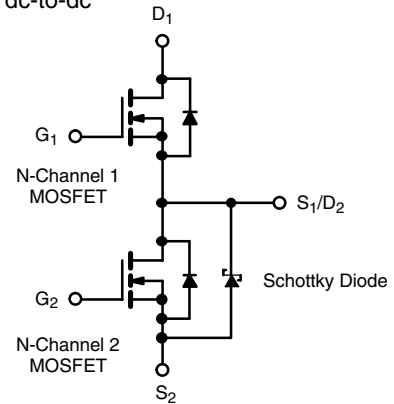 dc-to-dc
D1
G1
N-Channel 1
MOSFET
S1/D2
G2
Schottky Diode
N-Channel 2
MOSFET
S2